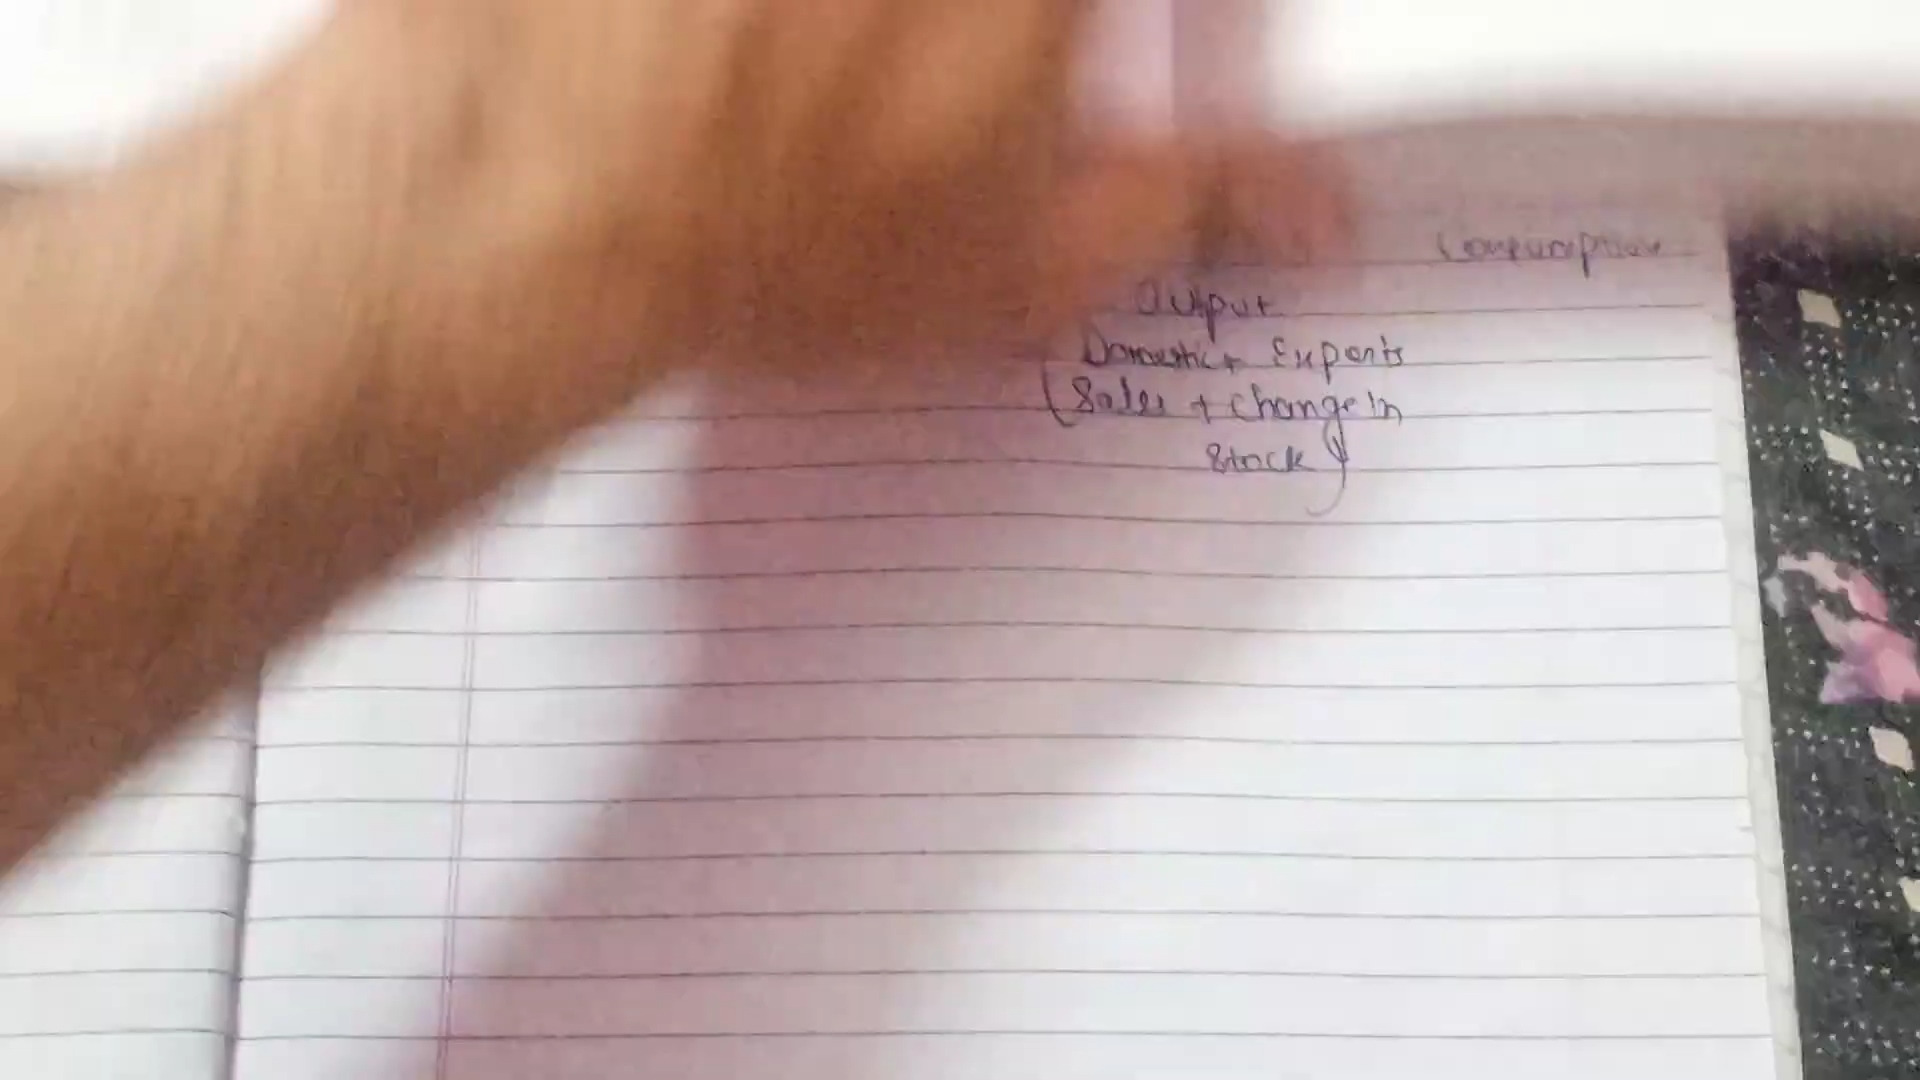 Consumption
Output
(Domestic + Exports
Sales + Change in
Stock)